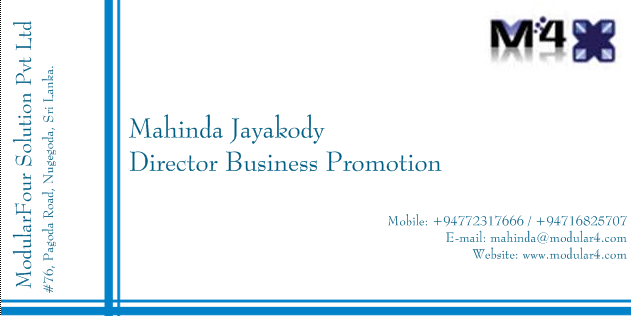 ModularFour Solution Pvt Ltd
#76, Pagoda Road, Nugegoda, Sri Lanka.
M4
Mahinda Jayakody
Director Business Promotion
Mobile: +94772317666 / +94716825707
E-mail: mahinda@modular4.com
Website: www.modular4.com